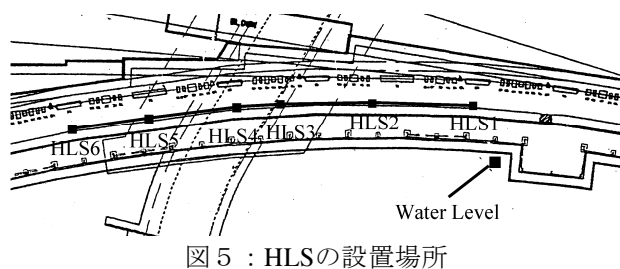 HLS6 HLS5 HLS4 HLS3 HLS2 HLS1
Water Level
図５：HLSの設置場所